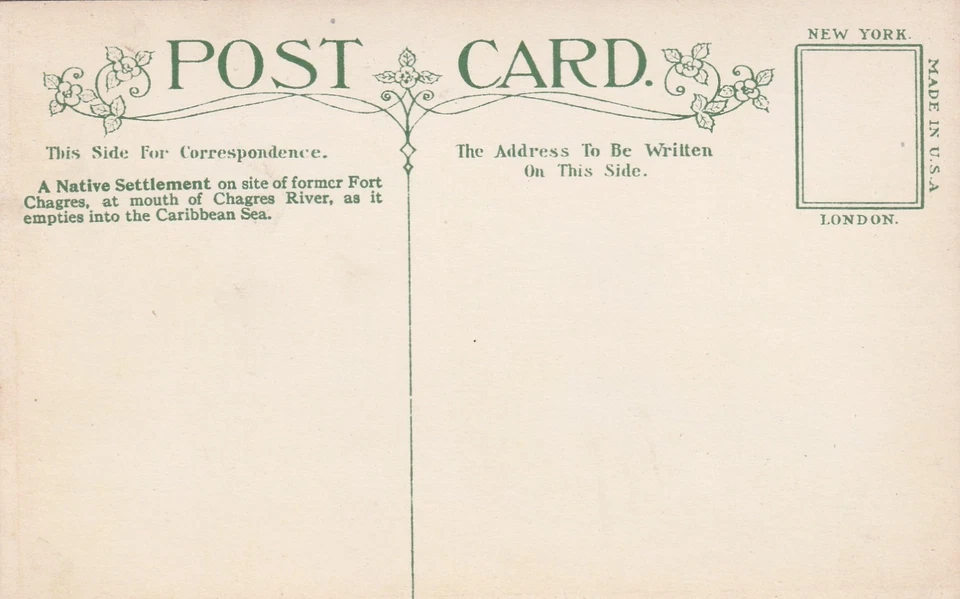 POST CARD.
NEW YORK.
MADE IN U.S.A
LONDON.
This Side For Correspondence.
A Native Settlement on site of former Fort
Chagres, at mouth of Chagres River, as it
empties into the Caribbean Sea.
The Address To Be Written
On This Side.